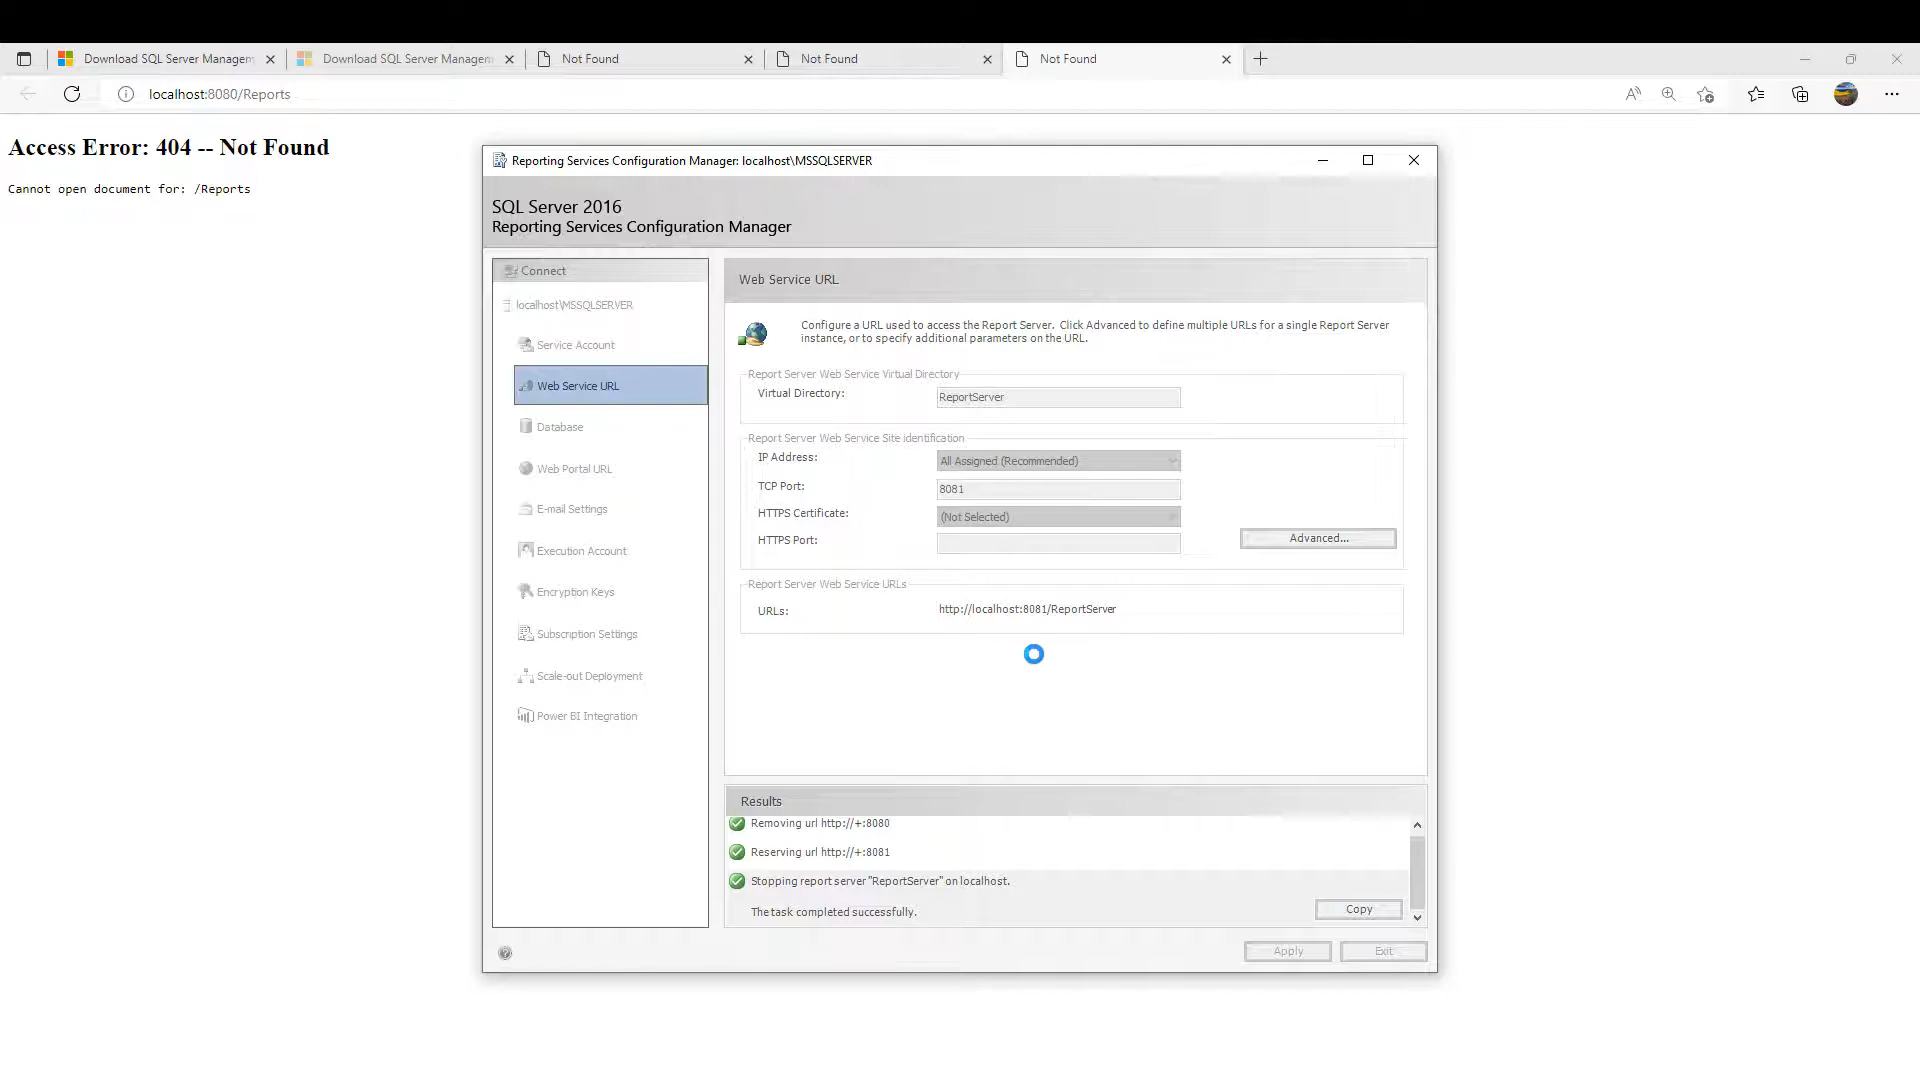 Download SQL Server Managem
Download SQL Server Managem
Not Found
Not Found
Not Found
localhost:8080/Reports
Access Error: 404 -- Not Found
Cannot open document for: /Reports
Reporting Services Configuration Manager: localhost\MSSQLSERVER
SQL Server 2016
Reporting Services Configuration Manager
Connect
localhost\MSSQLSERVER
Service Account
Web Service URL
Database
Web Portal URL
E-mail Settings
Execution Account
Encryption Keys
Subscription Settings
Scale-out Deployment
Power BI Integration
Web Service URL
Configure a URL used to access the Report Server. Click Advanced to define multiple URLs for a single Report Server
instance, or to specify additional parameters on the URL.
Report Server Web Service Virtual Directory
Virtual Directory:
ReportServer
Report Server Web Service Site identification
IP Address:
All Assigned (Recommended)
TCP Port:
8081
HTTPS Certificate:
(Not Selected)
HTTPS Port:
Advanced...
Report Server Web Service URLs
URLs:
http://localhost:8081/ReportServer
Results
Removing url http://+:8080
Reserving url http://+:8081
Stopping report server "ReportServer" on localhost.
The task completed successfully.
Copy
Apply
Exit